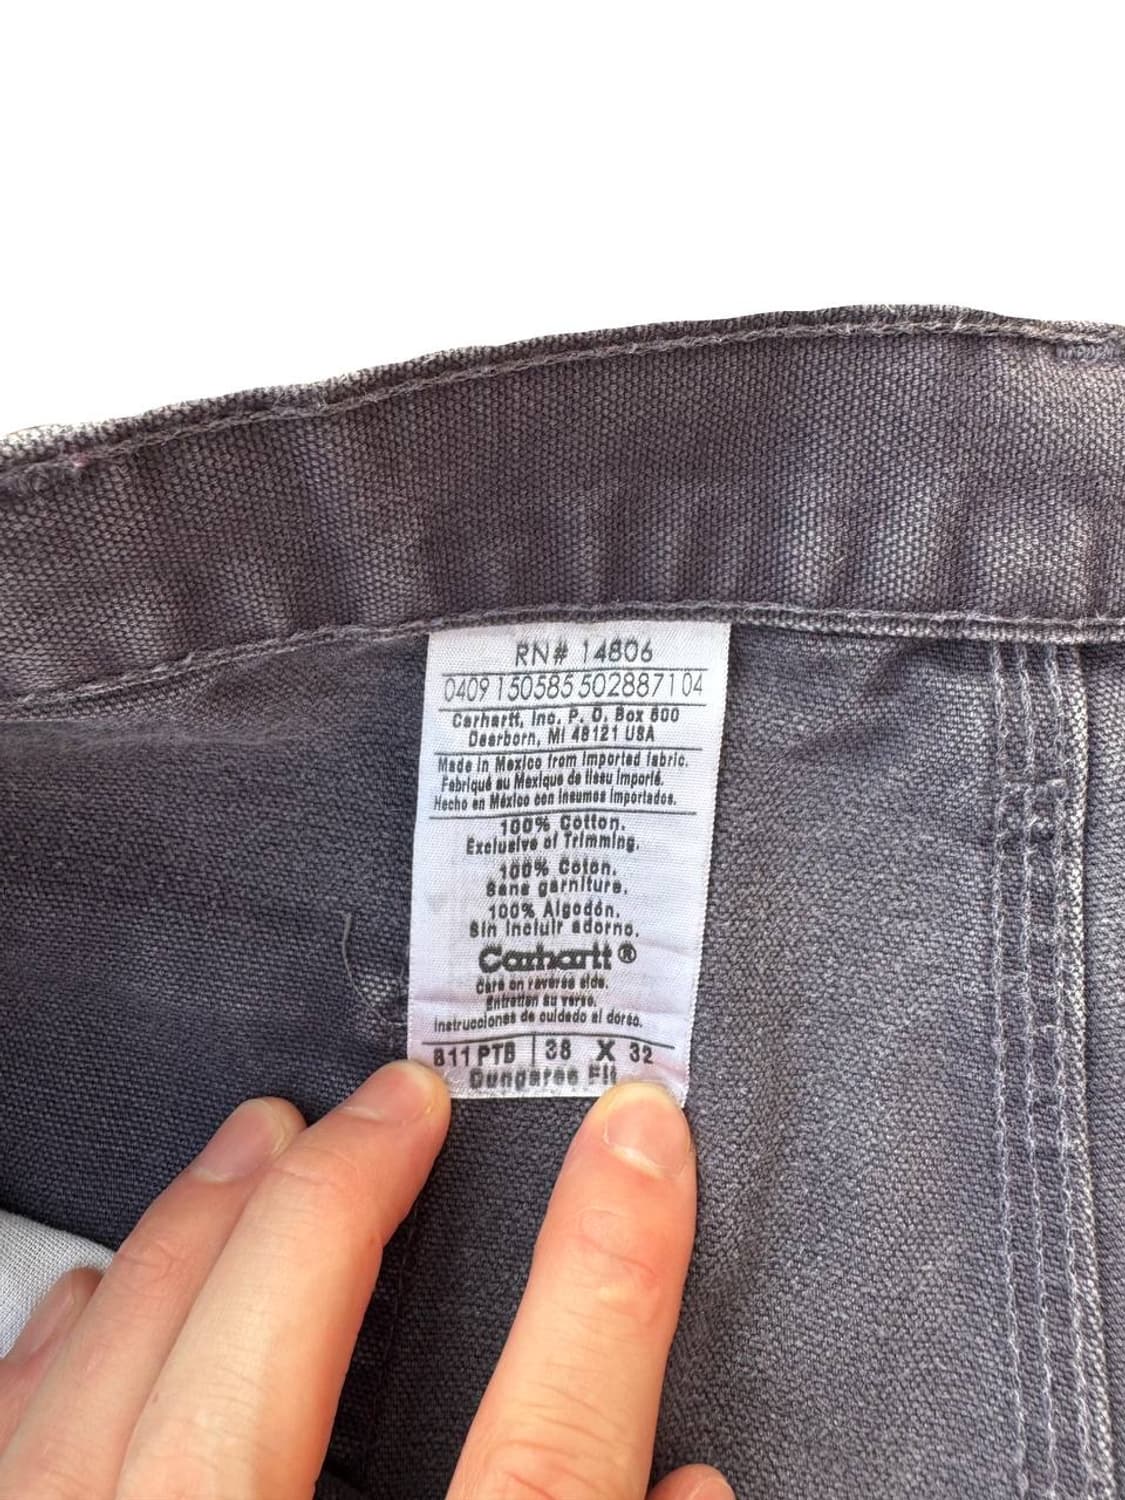 RN# 14806
0409 150585 502887104
Carhartt, Inc. P. O. Box 600
Dearborn, MI 48121 USA
Made in Mexico from imported fabric.
Fabriqué au Mexique de tissu importé.
Hecho en México con insumos importados.
100% Cotton.
Exclusive of Trimming.
100% Coton.
Sans garniture.
100% Algodón.
Sin incluir adorno.
Carhartt®
Care on reverse side.
Entretien au verso.
Instrucciones de cuidado al dorso.
B11 PTB 38 X 32
Dungaree Fit